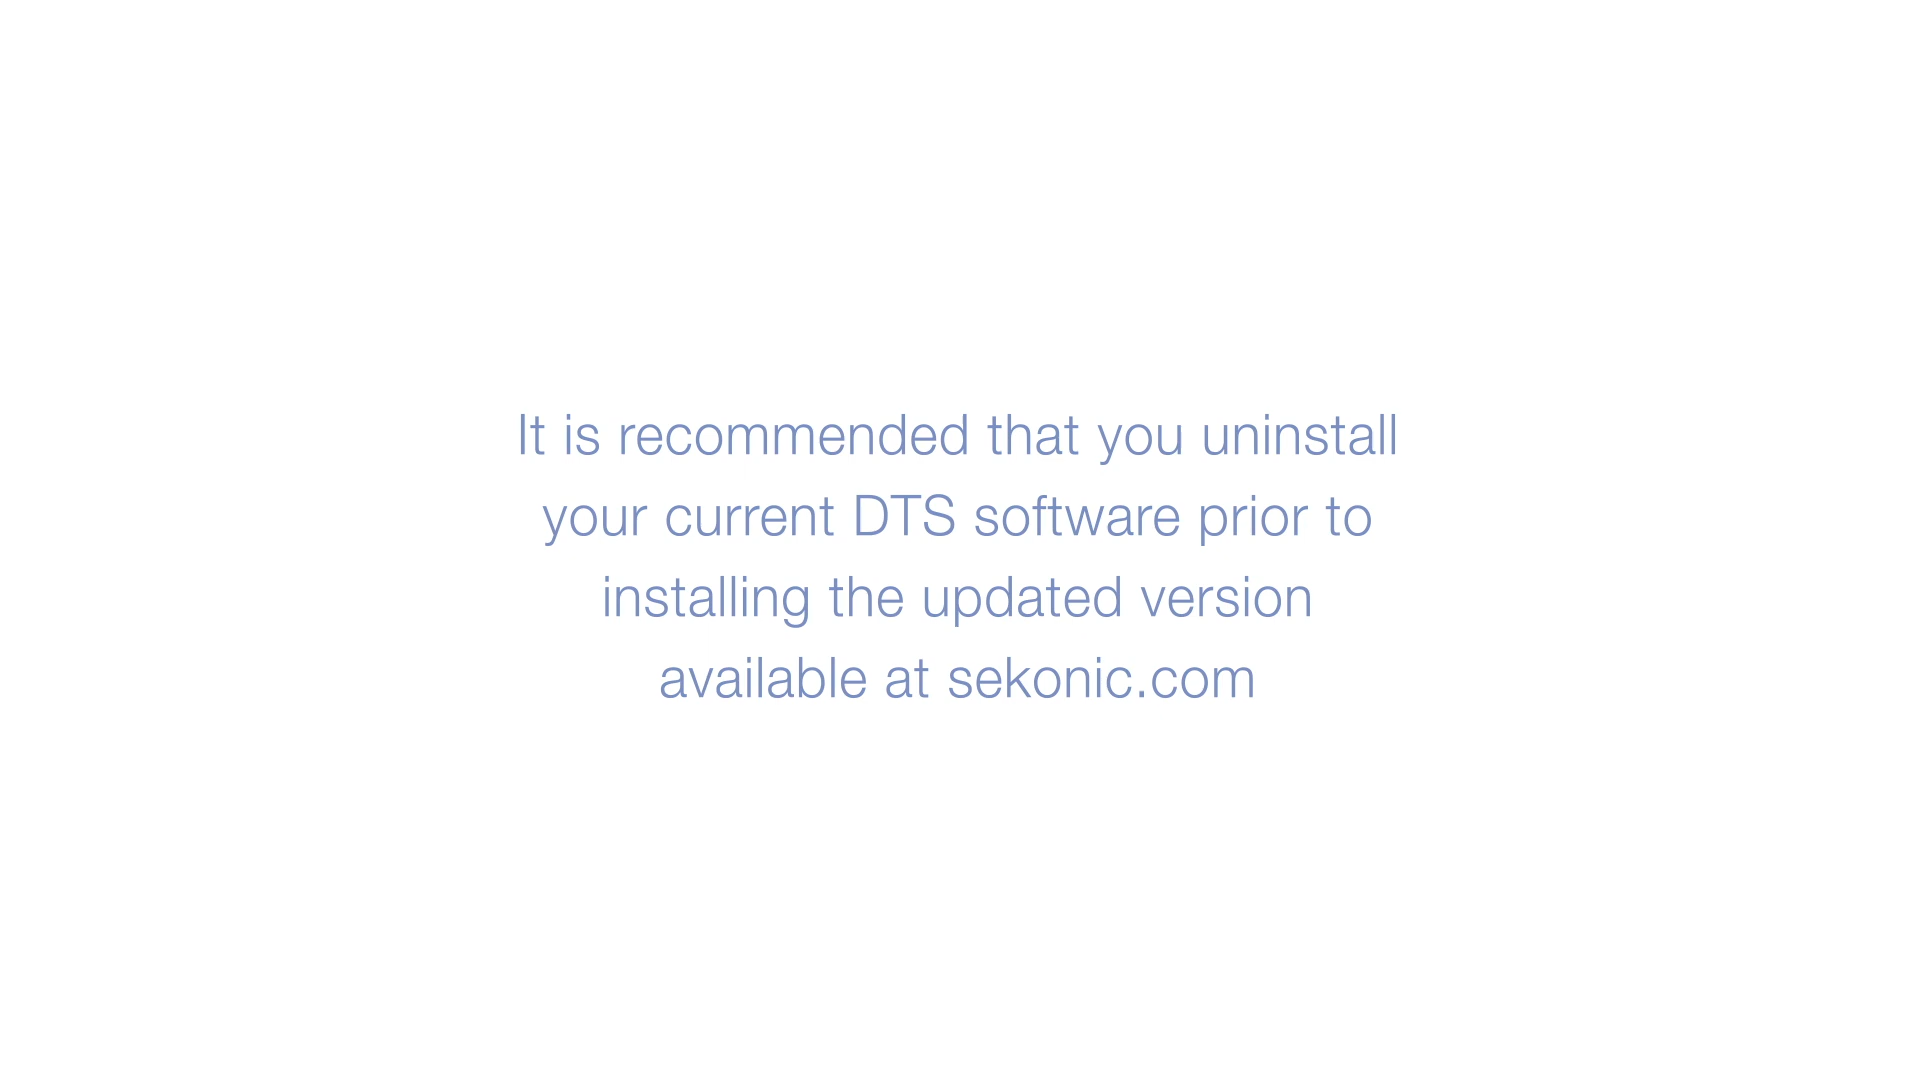 It is recommended that you uninstall
your current DTS software prior to
installing the updated version
available at sekonic.com